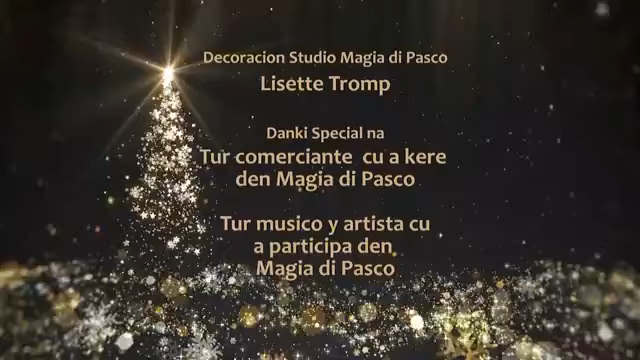 Decoracion Studio Magia di Pasco
Lisette Tromp
Danki Special na
Tur comerciante cu a kere
den Magia di Pasco
Tur musico y artista cu
a participa den
Magia di Pasco